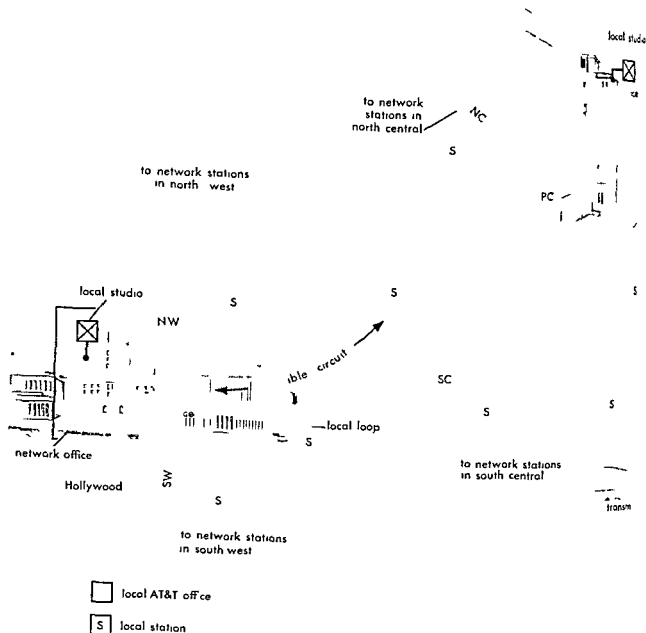 local studio
to network
stations in
north central
NC
S
to network stations
in north west
PC
local studio
S
S
S
NW
circuit
SC
S
S
local loop
S
network office
to network stations
in south central
Hollywood
SW
S
to network stations
in south west
local AT&T office
S local station